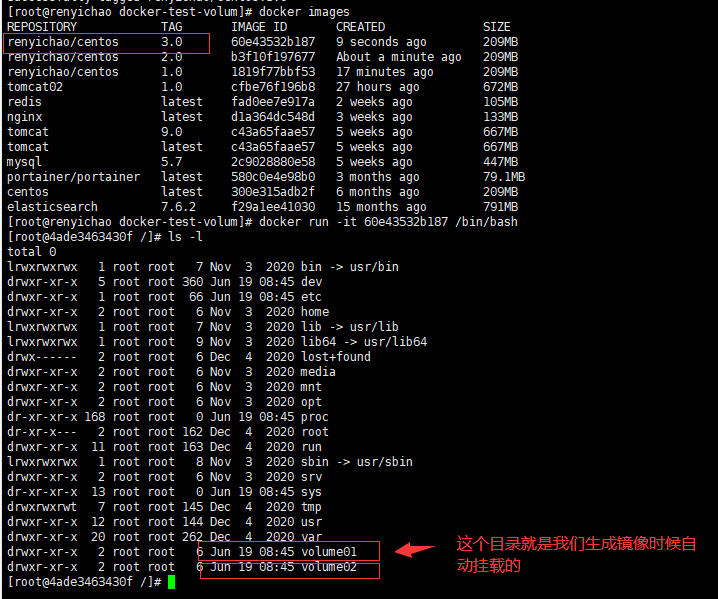 Successfully tagged renyichao/centos:3.0
[root@renyichao docker-test-volum]# docker images
REPOSITORY TAG IMAGE ID CREATED SIZE
renyichao/centos 3.0 60e43532b187 9 seconds ago 209MB
renyichao/centos 2.0 b3f10f197677 About a minute ago 209MB
renyichao/centos 1.0 1819f77bbf53 17 minutes ago 209MB
tomcat02 1.0 cfbe76f196b8 27 hours ago 672MB
redis latest fad0ee7e917a 2 weeks ago 105MB
nginx latest d1a364dc548d 3 weeks ago 133MB
tomcat 9.0 c43a65faae57 5 weeks ago 667MB
tomcat latest c43a65faae57 5 weeks ago 667MB
mysql 5.7 2c9028880e58 5 weeks ago 447MB
portainer/portainer latest 580c0e4e98b0 3 months ago 79.1MB
centos latest 300e315adb2f 6 months ago 209MB
elasticsearch 7.6.2 f29a1ee41030 15 months ago 791MB
[root@renyichao docker-test-volum]# docker run -it 60e43532b187 /bin/bash
[root@4ade3463430f /]# ls -l
total 0
lrwxrwxrwx 1 root root 7 Nov 3 2020 bin -> usr/bin
drwxr-xr-x 5 root root 360 Jun 19 08:45 dev
drwxr-xr-x 1 root root 66 Jun 19 08:45 etc
drwxr-xr-x 2 root root 6 Nov 3 2020 home
lrwxrwxrwx 1 root root 7 Nov 3 2020 lib -> usr/lib
lrwxrwxrwx 1 root root 9 Nov 3 2020 lib64 -> usr/lib64
drwx------ 2 root root 6 Dec 4 2020 lost+found
drwxr-xr-x 2 root root 6 Nov 3 2020 media
drwxr-xr-x 2 root root 6 Nov 3 2020 mnt
drwxr-xr-x 2 root root 6 Nov 3 2020 opt
dr-xr-xr-x 168 root root 0 Jun 19 08:45 proc
dr-xr-x--- 2 root root 162 Dec 4 2020 root
drwxr-xr-x 11 root root 163 Dec 4 2020 run
lrwxrwxrwx 1 root root 8 Nov 3 2020 sbin -> usr/sbin
drwxr-xr-x 2 root root 6 Nov 3 2020 srv
dr-xr-xr-x 13 root root 0 Jun 19 08:45 sys
drwxrwxrwt 7 root root 145 Dec 4 2020 tmp
drwxr-xr-x 12 root root 144 Dec 4 2020 usr
drwxr-xr-x 20 root root 262 Dec 4 2020 var
drwxr-xr-x 2 root root 6 Jun 19 08:45 volume01
drwxr-xr-x 2 root root 6 Jun 19 08:45 volume02
[root@4ade3463430f /]#
这个目录就是我们生成镜像时候自
动挂载的